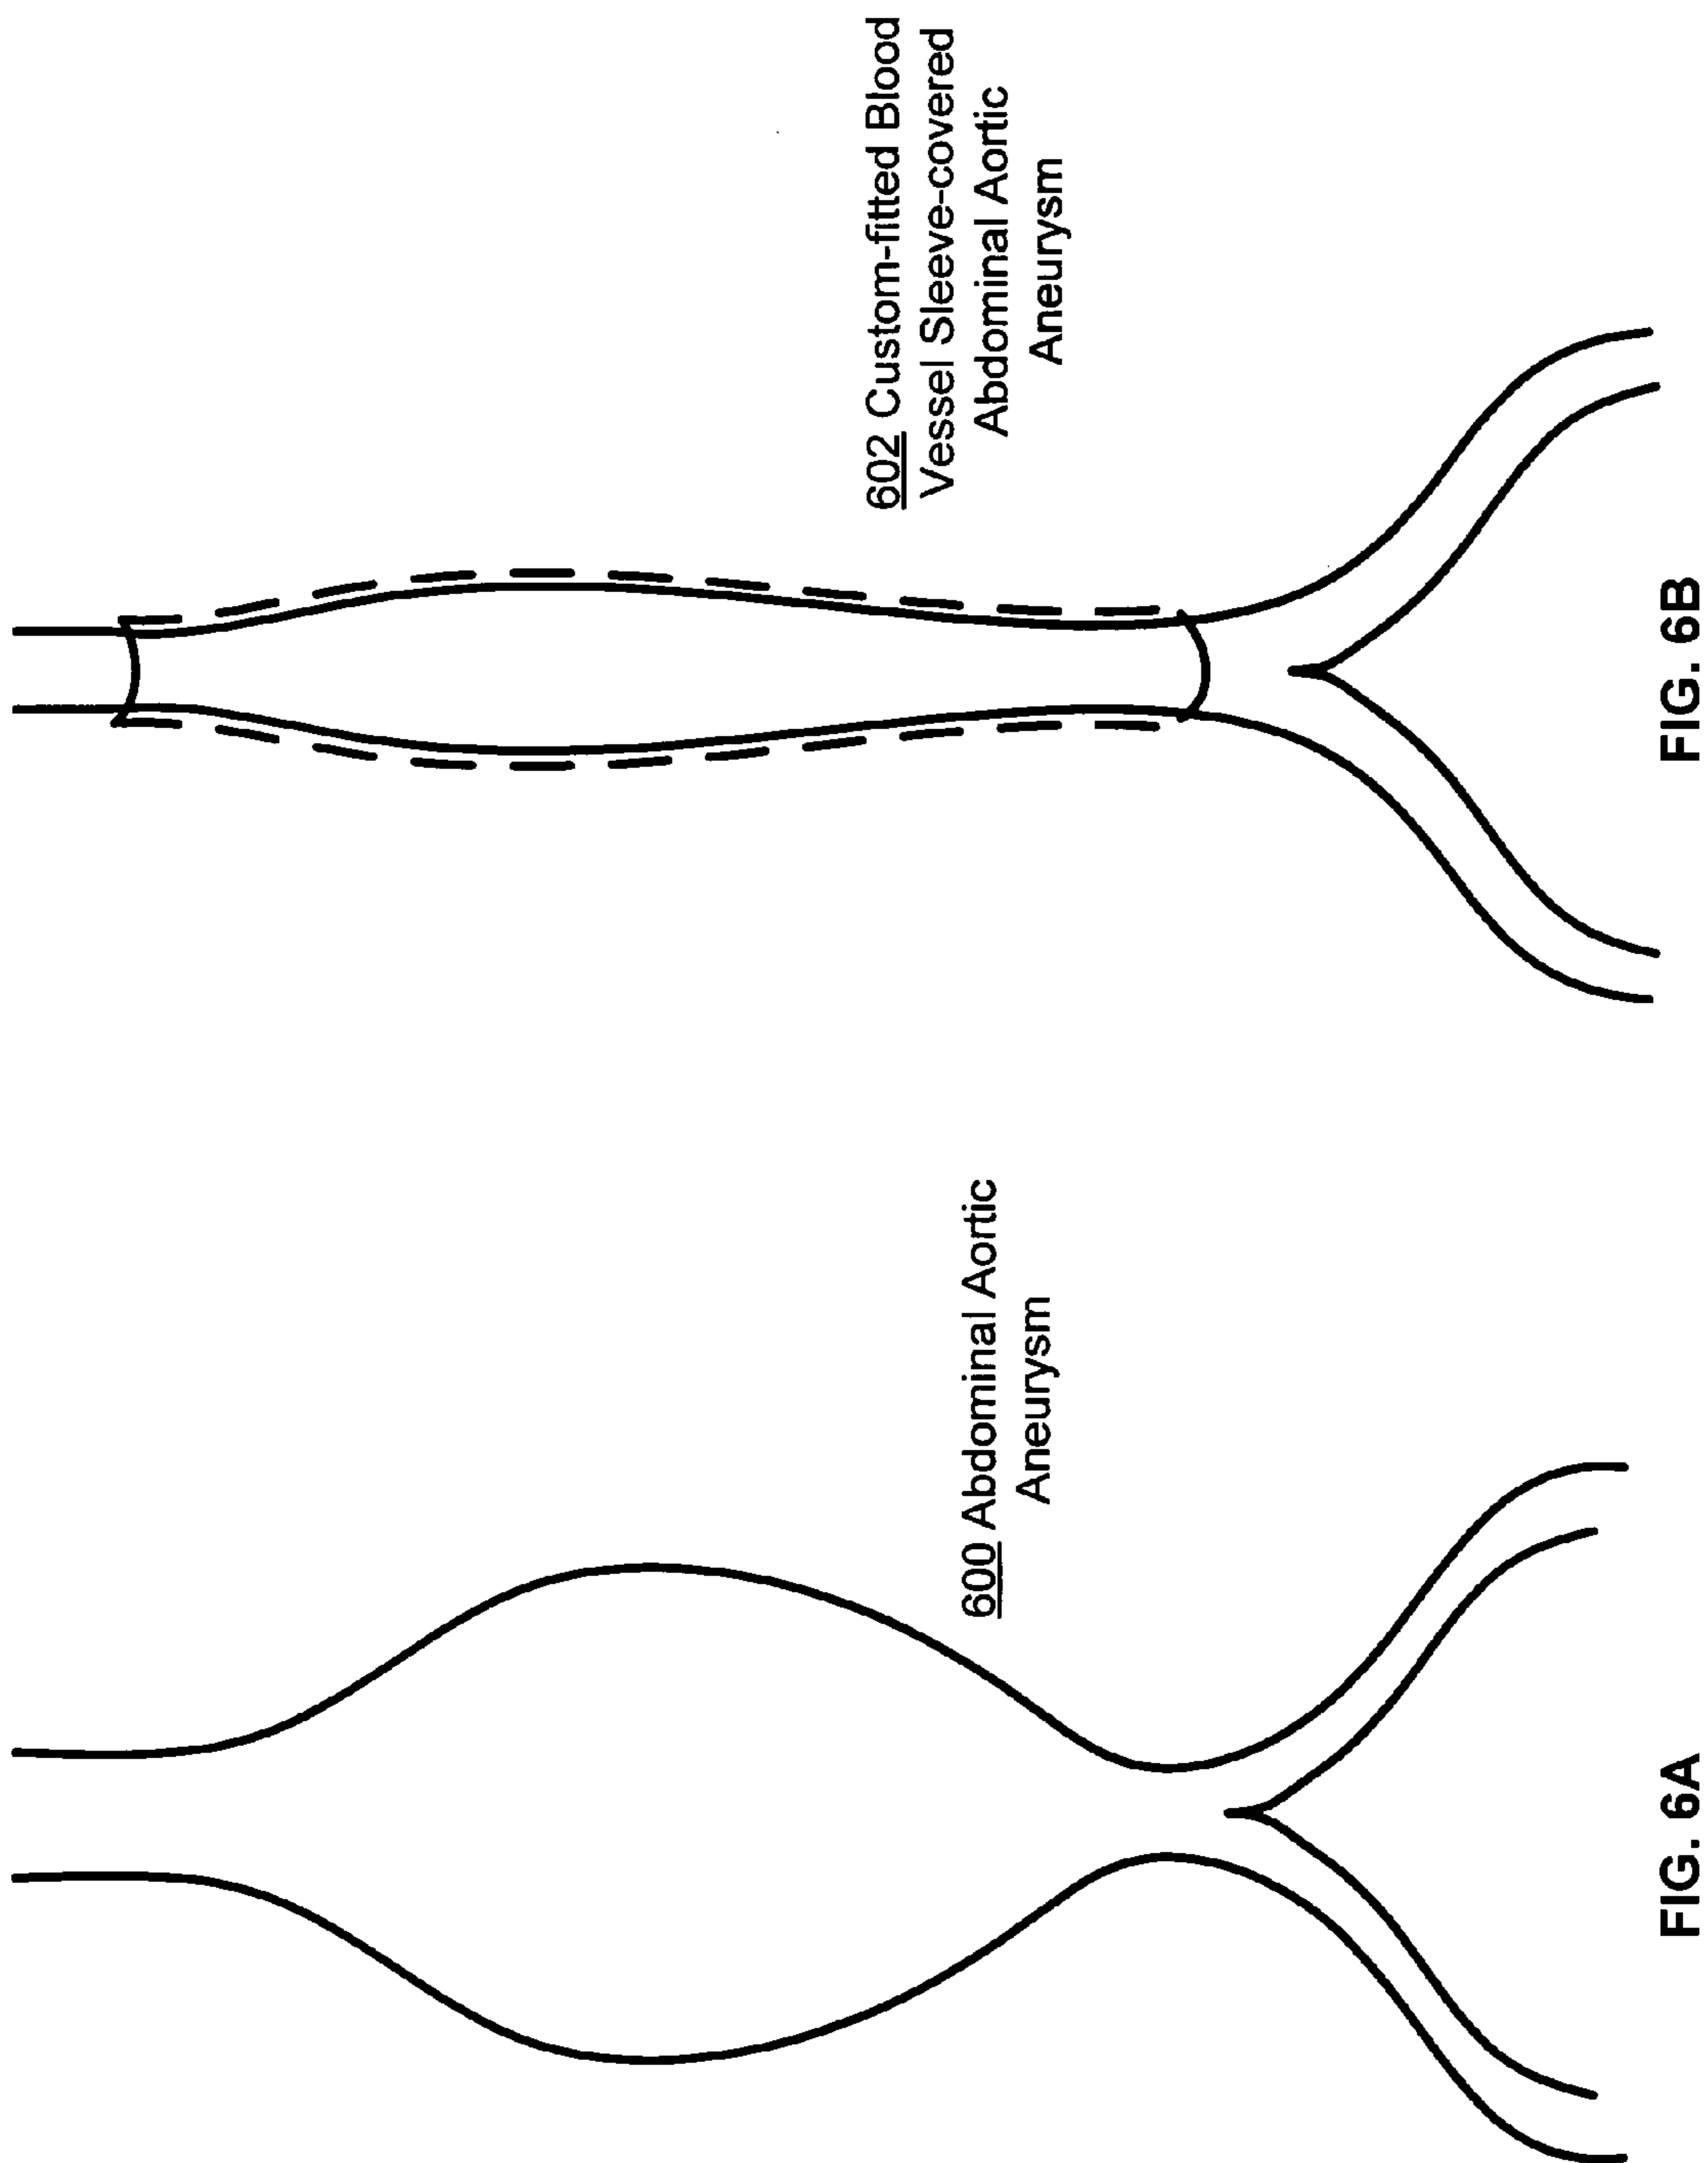 600 Abdominal Aortic
Aneurysm
FIG. 6A
602 Custom-fitted Blood
Vessel Sleeve-covered
Abdominal Aortic
Aneurysm
FIG. 6B